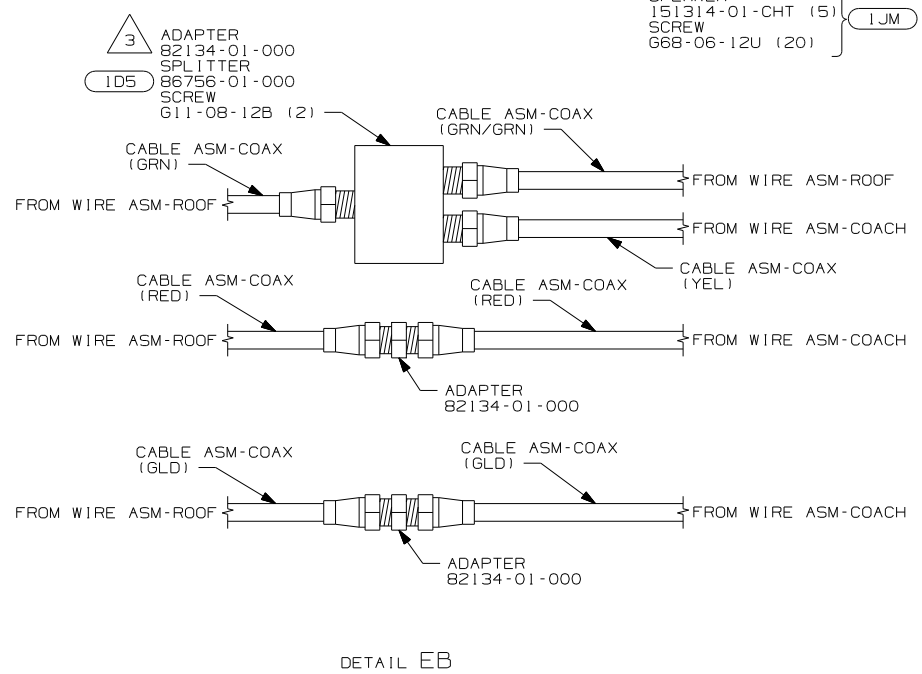 SPEAKER
151314-01-CHT (5)
SCREW
G68-06-12U (20)
1JM
3
ADAPTER
82134-01-000
SPLITTER
1D5
86756-01-000
SCREW
G11-08-12B (2)
CABLE ASM-COAX
(GRN/GRN)
CABLE ASM-COAX
(GRN)
FROM WIRE ASM-ROOF
FROM WIRE ASM-ROOF
FROM WIRE ASM-COACH
CABLE ASM-COAX
(YEL)
CABLE ASM-COAX
(RED)
CABLE ASM-COAX
(RED)
FROM WIRE ASM-ROOF
FROM WIRE ASM-COACH
ADAPTER
82134-01-000
CABLE ASM-COAX
(GLD)
CABLE ASM-COAX
(GLD)
FROM WIRE ASM-ROOF
FROM WIRE ASM-COACH
ADAPTER
82134-01-000
DETAIL EB